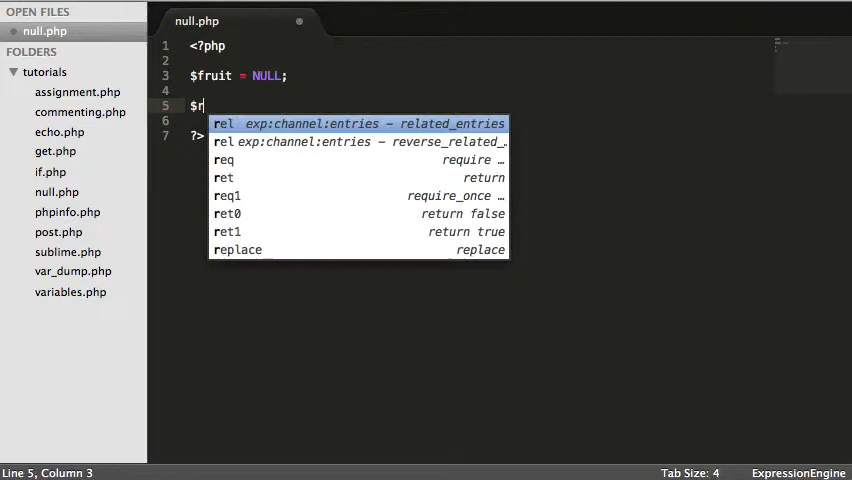 OPEN FILES
null.php
FOLDERS
tutorials
assignment.php
commenting.php
echo.php
get.php
if.php
null.php
phpinfo.php
post.php
sublime.php
var_dump.php
variables.php
null.php
1 <?php
2
3 $fruit = NULL;
4
5 $r
6
7 ?>
rel exp:channel:entries – related_entries
rel exp:channel:entries – reverse_related_…
req require …
ret return
req1 require_once …
ret0 return false
ret1 return true
replace replace
Line 5, Column 3
Tab Size: 4
ExpressionEngine